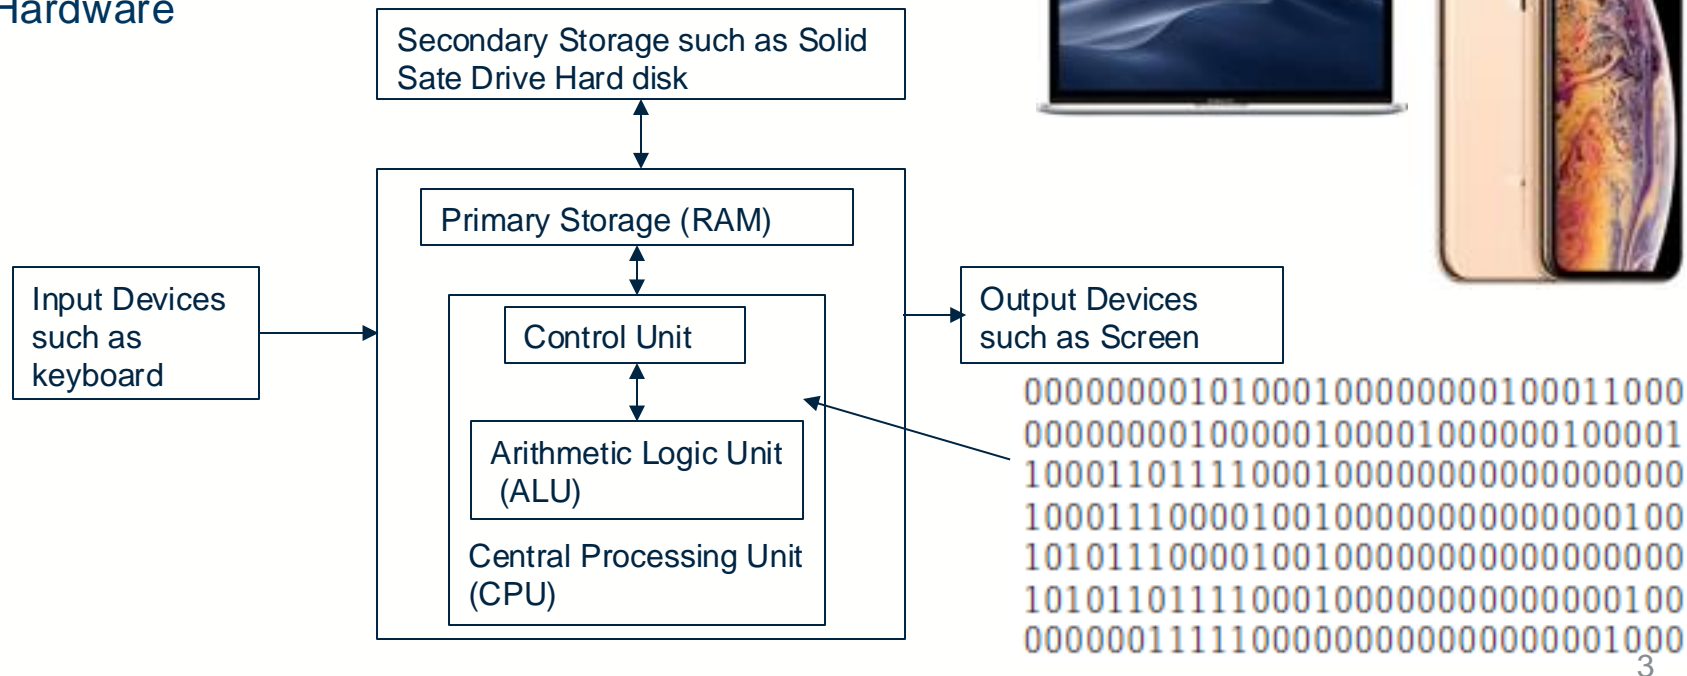 Hardware
Secondary Storage such as Solid
Sate Drive Hard disk
Primary Storage (RAM)
Input Devices
such as
keyboard
Control Unit
Arithmetic Logic Unit
(ALU)
Central Processing Unit
(CPU)
Output Devices
such as Screen
00000000101000100000000100011000
00000000100000100001000000100001
10001101111000100000000000000000
10001110000100100000000000000100
10101110000100100000000000000000
10101101111000100000000000000100
00000011111000000000000000001000
3